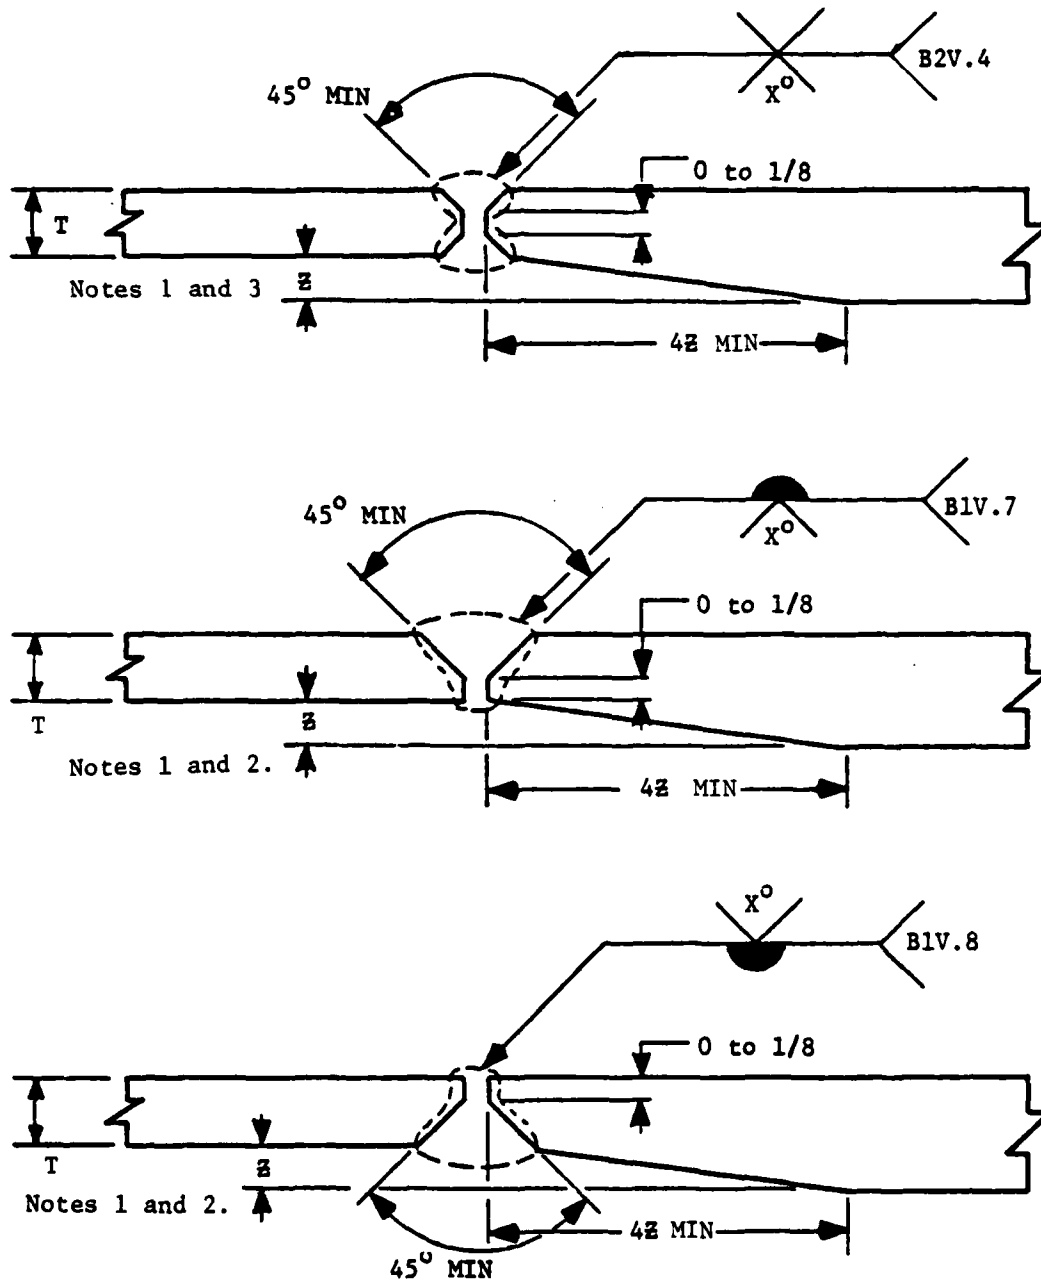 B2V.4
X°
45° MIN
0 to 1/8
T
Notes 1 and 3
Z
4Z MIN
B1V.7
X°
45° MIN
0 to 1/8
T
Z
Notes 1 and 2.
4Z MIN
X°
B1V.8
0 to 1/8
T
Z
Notes 1 and 2.
4Z MIN
45° MIN